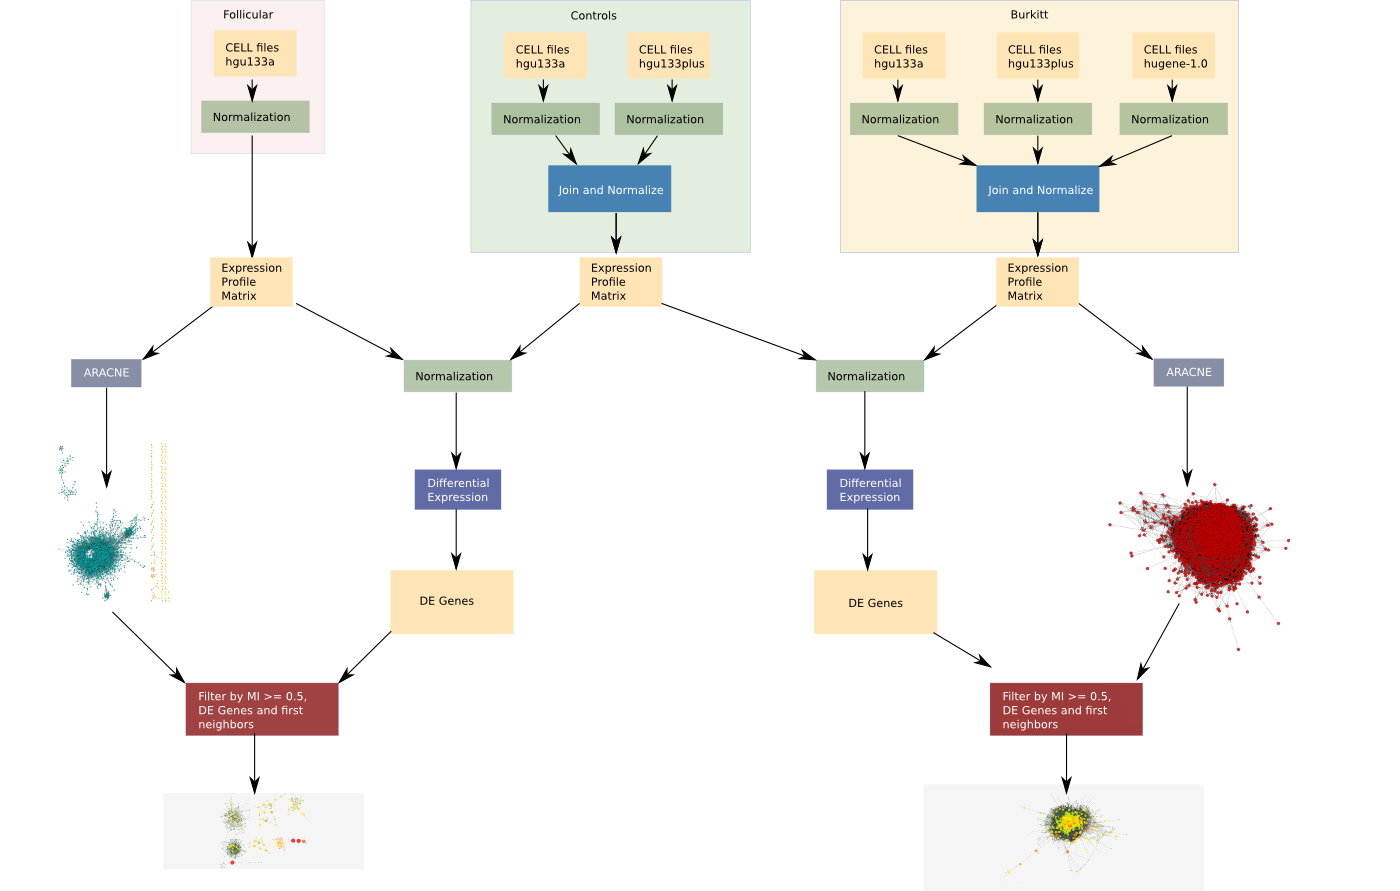 Follicular
Controls
Burkitt
CELL files
hgu133a
CELL files
hgu133a
CELL files
hgu133plus
CELL files
hgu133a
CELL files
hgu133plus
CELL files
hugene-1.0
Normalization
Normalization
Normalization
Normalization
Normalization
Normalization
Join and Normalize
Join and Normalize
Expression
Profile
Matrix
Expression
Profile
Matrix
Expression
Profile
Matrix
ARACNE
Normalization
Normalization
ARACNE
Differential
Expression
Differential
Expression
DE Genes
DE Genes
Filter by MI >= 0.5,
DE Genes and first
neighbors
Filter by MI >= 0.5,
DE Genes and first
neighbors